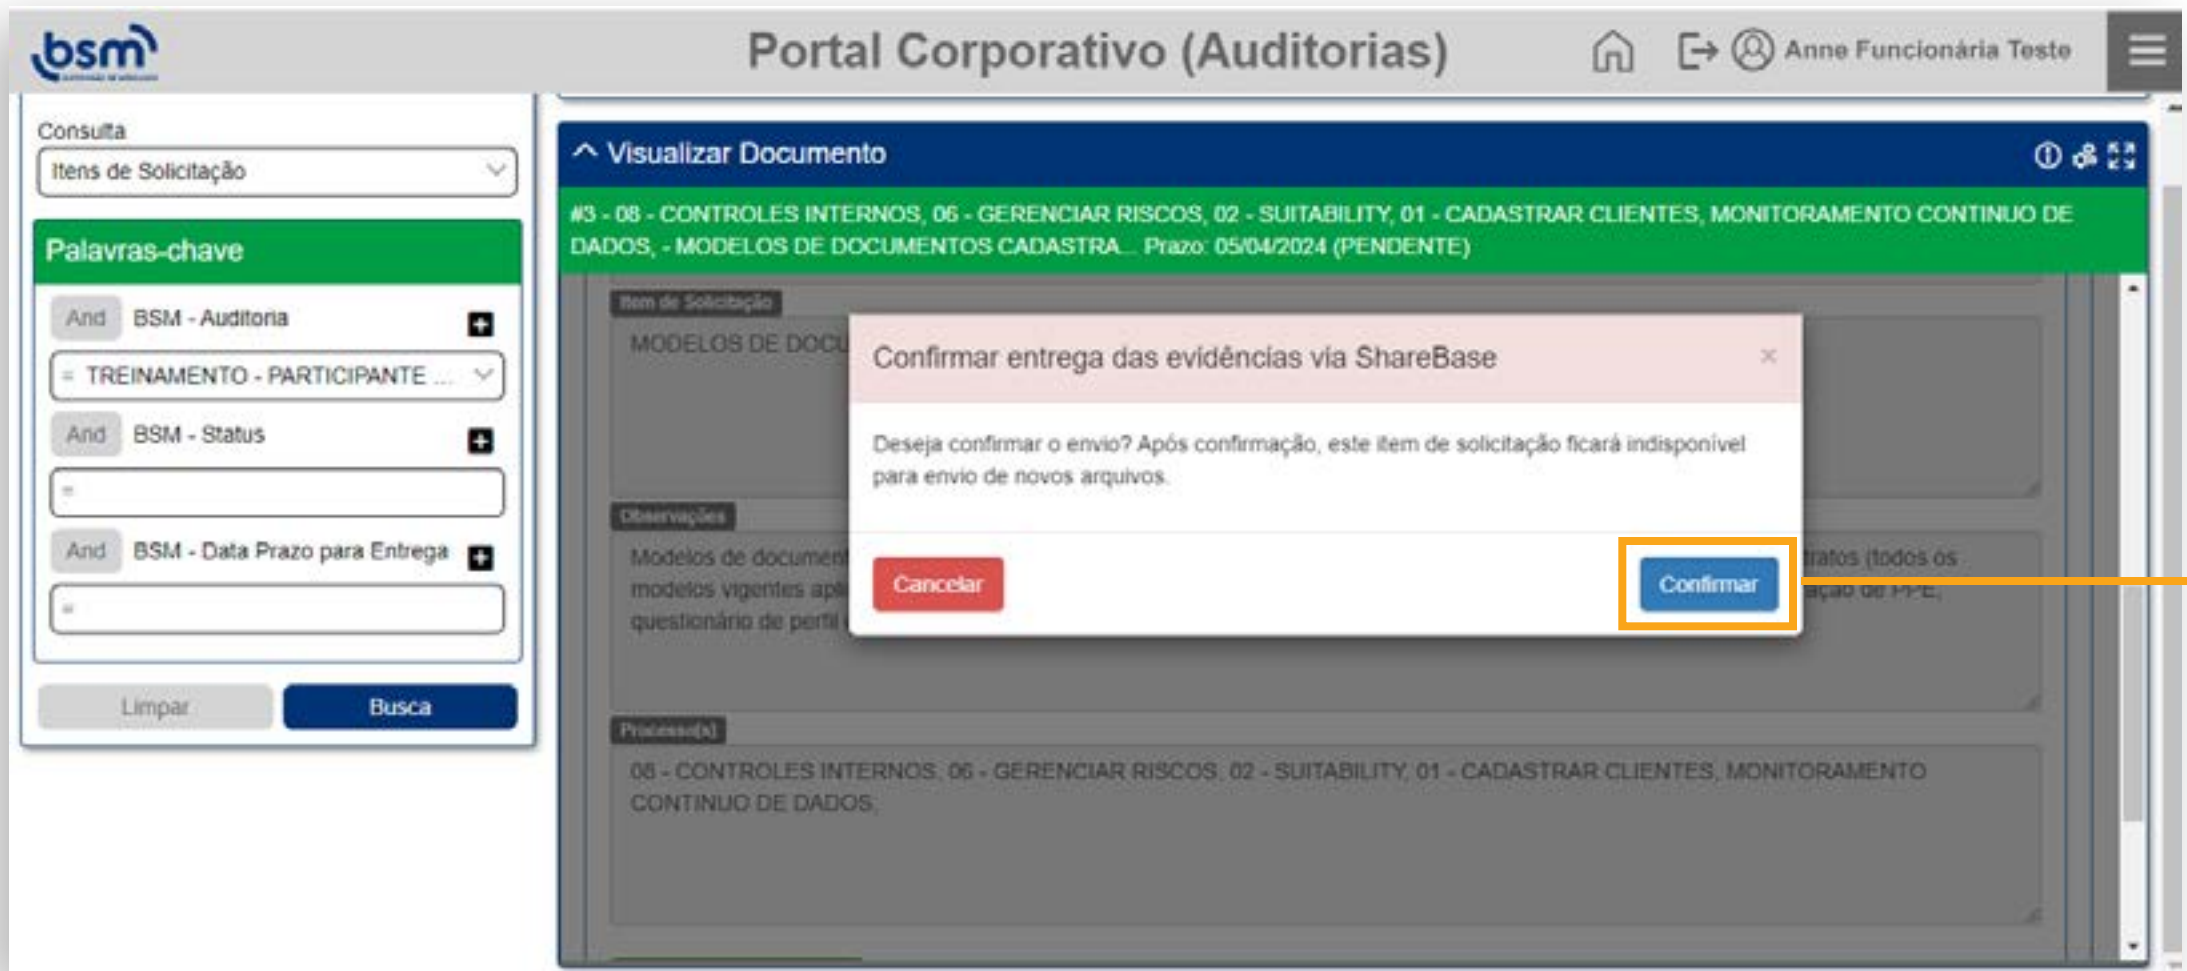 bsm
Portal Corporativo (Auditorias)
Anne Funcionária Teste
Consulta
Itens de Solicitação
Palavras-chave
And BSM - Auditoria
= TREINAMENTO - PARTICIPANTE ...
And BSM - Status
=
And BSM - Data Prazo para Entrega
=
Limpar
Busca
Visualizar Documento
#3 - 08 - CONTROLES INTERNOS, 06 - GERENCIAR RISCOS, 02 - SUITABILITY, 01 - CADASTRAR CLIENTES, MONITORAMENTO CONTINUO DE
DADOS, - MODELOS DE DOCUMENTOS CADASTRA... Prazo: 05/04/2024 (PENDENTE)
Item de Solicitação
MODELOS DE DOCU
Confirmar entrega das evidências via ShareBase
×
Deseja confirmar o envio? Após confirmação, este item de solicitação ficará indisponível
para envio de novos arquivos.
Cancelar
Confirmar
Observações
Modelos de document tratos (todos os
modelos vigentes apl ação de PPE,
questionário de perfil
Processo(s)
08 - CONTROLES INTERNOS, 06 - GERENCIAR RISCOS, 02 - SUITABILITY, 01 - CADASTRAR CLIENTES, MONITORAMENTO
CONTINUO DE DADOS,